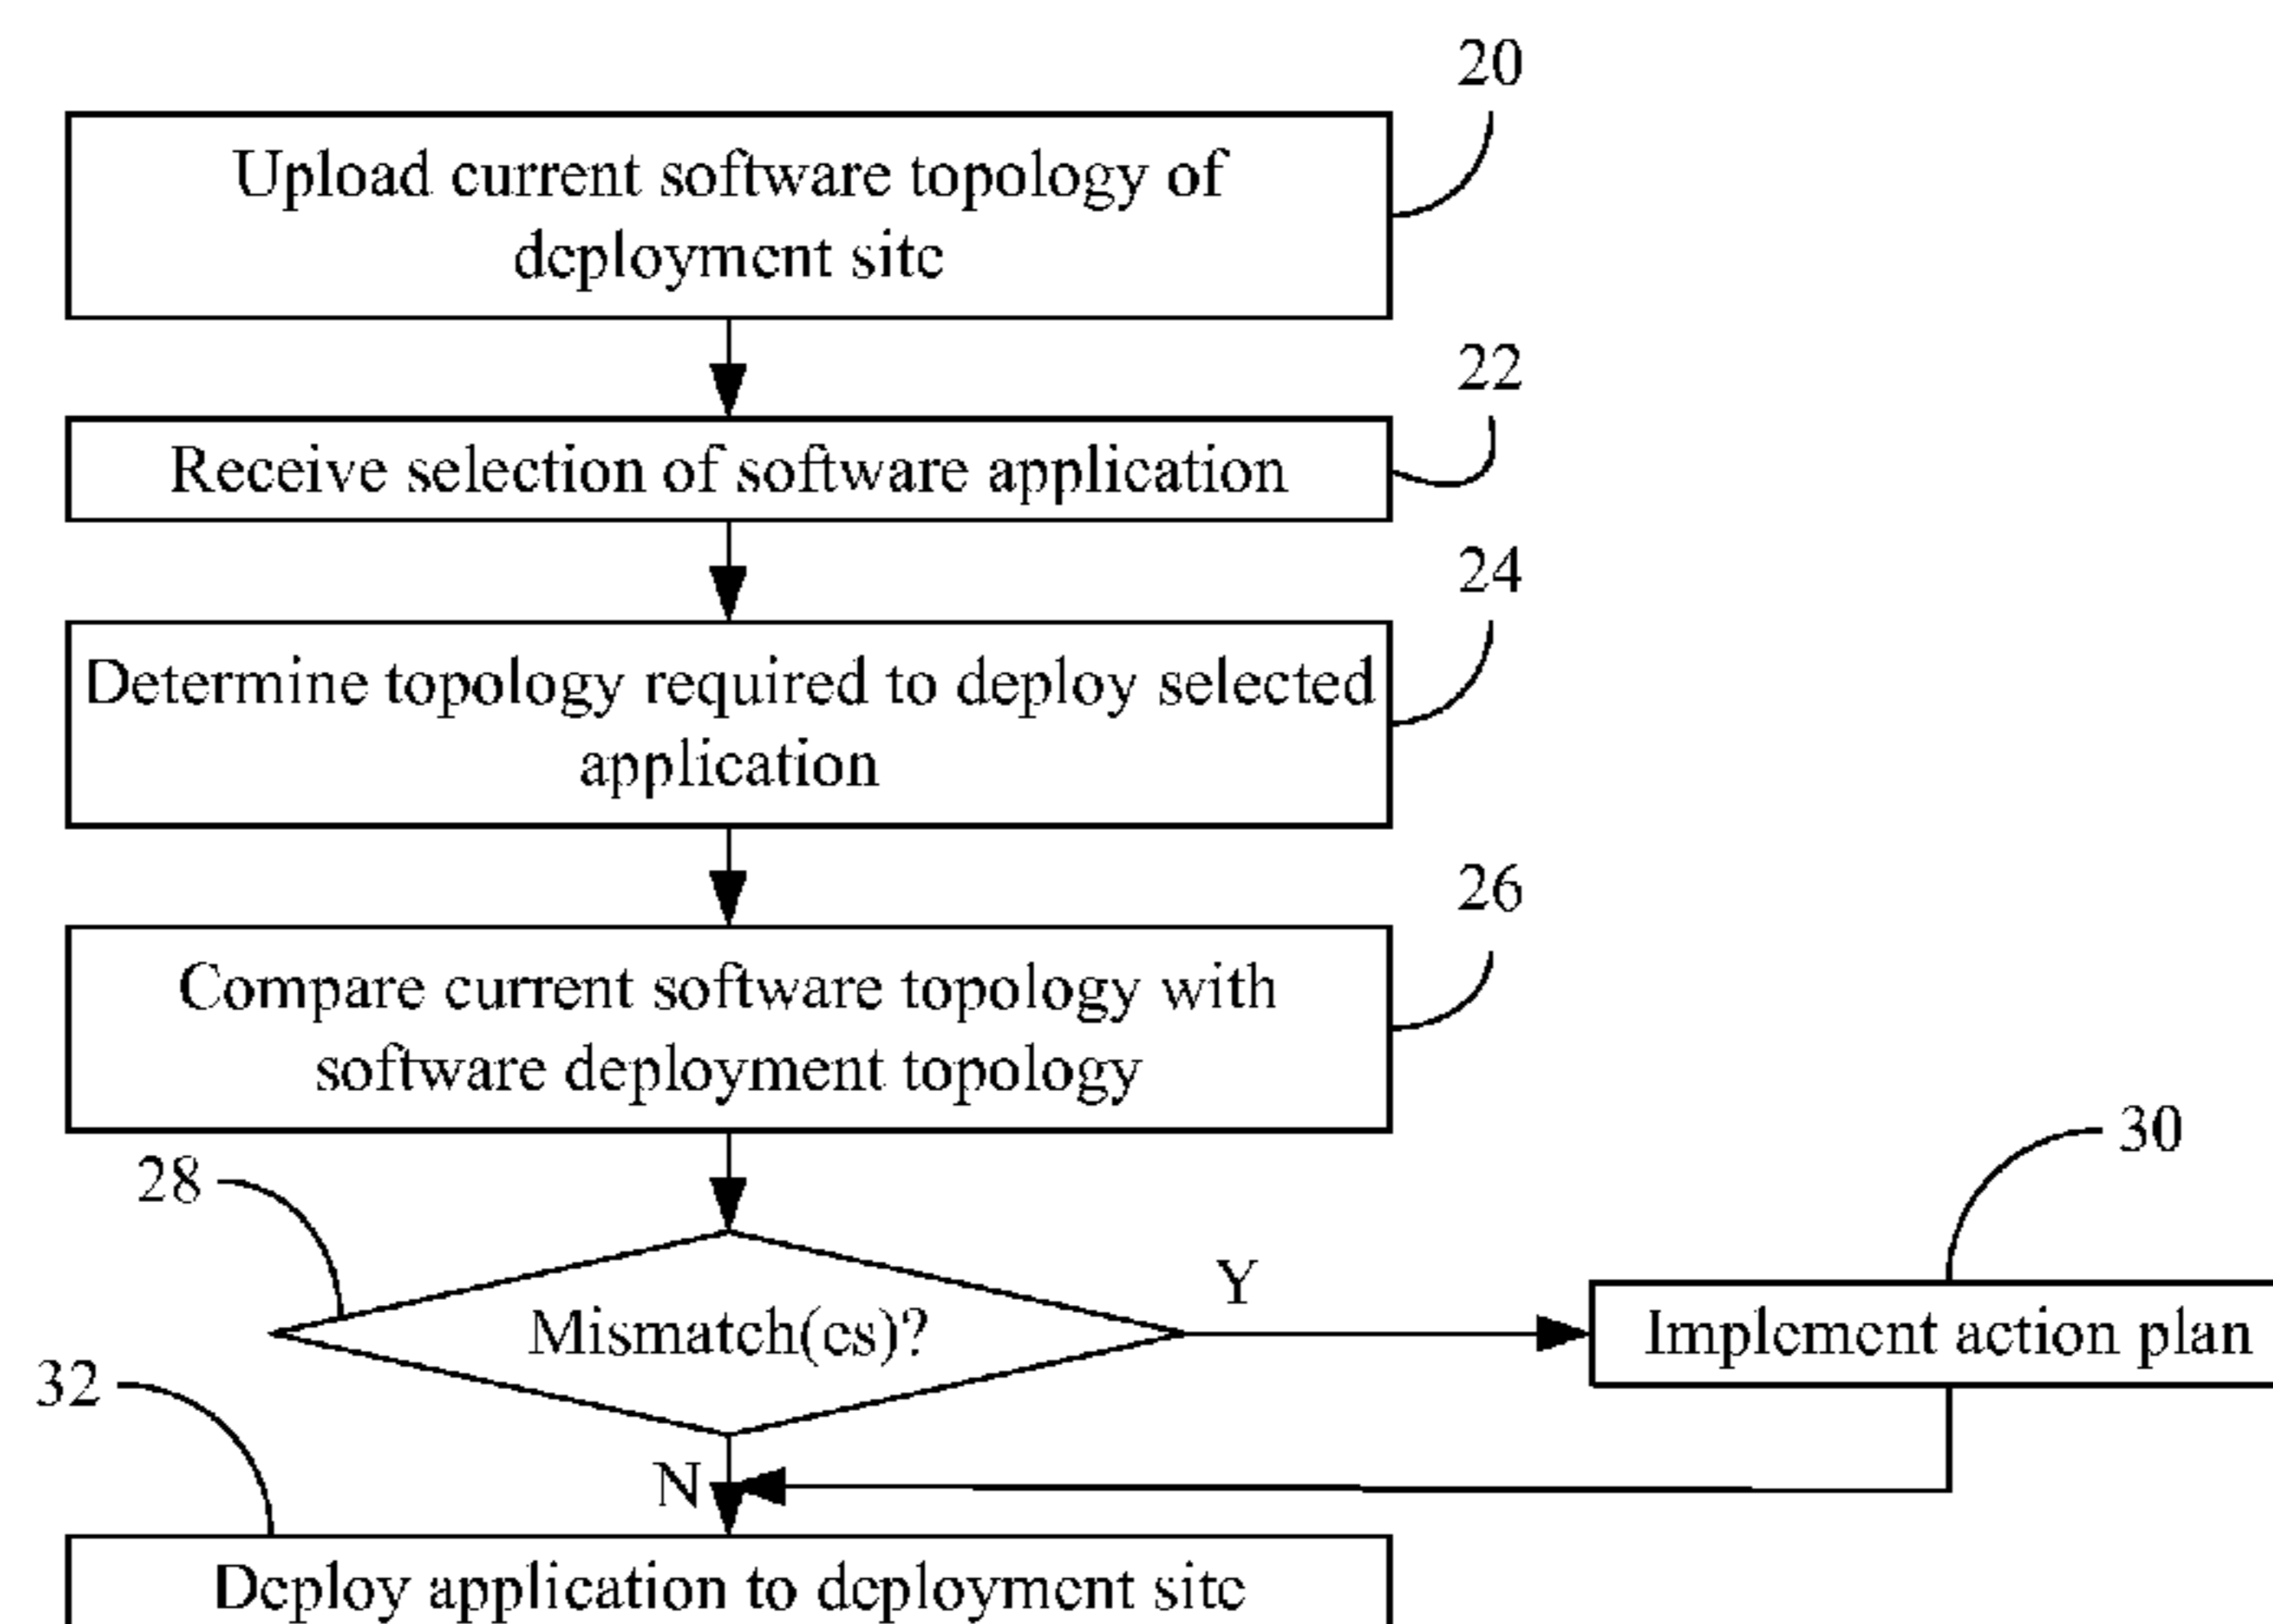 20
Upload current software topology of
deployment site
22
Receive selection of software application
24
Determine topology required to deploy selected
application
26
Compare current software topology with
software deployment topology
28
30
Y
Mismatch(es)?
Implement action plan
32
N
Deploy application to deployment site